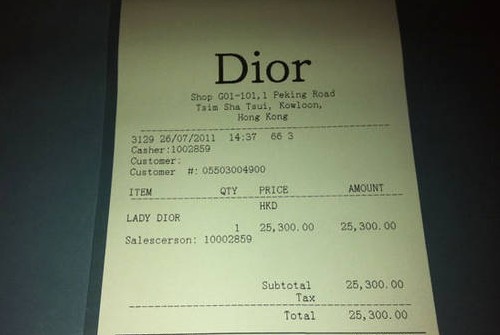 Dior
Shop G01-101,1 Peking Road
Tsim Sha Tsui, Kowloon,
Hong Kong
3129 26/07/2011 14:37 66 3
Casher:1002859
Customer:
Customer #: 05503004900
ITEM QTY PRICE AMOUNT
HKD
LADY DIOR
1 25,300.00 25,300.00
Salescerson: 10002859
Subtotal 25,300.00
Tax
Total 25,300.00